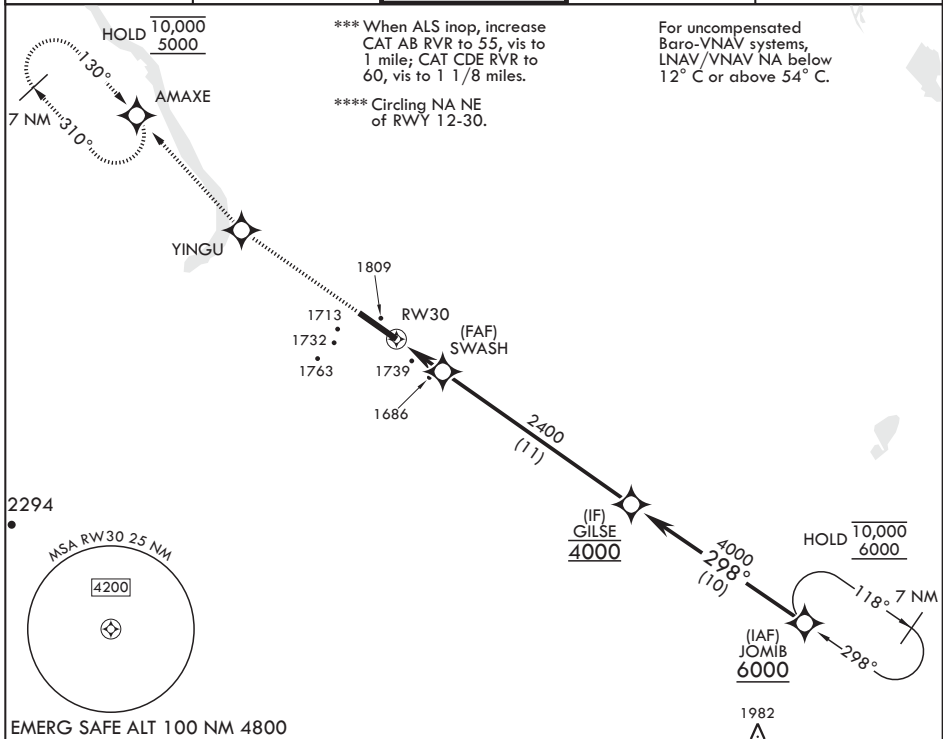 HOLD 10,000
5000
*** When ALS inop, increase
CAT AB RVR to 55, vis to
1 mile; CAT CDE RVR to
60, vis to 1 1/8 miles.
**** Circling NA NE
of RWY 12-30.
For uncompensated
Baro-VNAV systems,
LNAV/VNAV NA below
12° C or above 54° C.
130°
AMAXE
7 NM
310°
YINGU
1809
1713
RW30
1732
(FAF)
SWASH
1763
1739
1686
2400
(11)
2294
(IF)
GILSE
4000
HOLD 10,000
6000
4000
298°
(10)
MSA RW30 25 NM
4200
118°
7 NM
298°
(IAF)
JOMIB
6000
1982
EMERG SAFE ALT 100 NM 4800